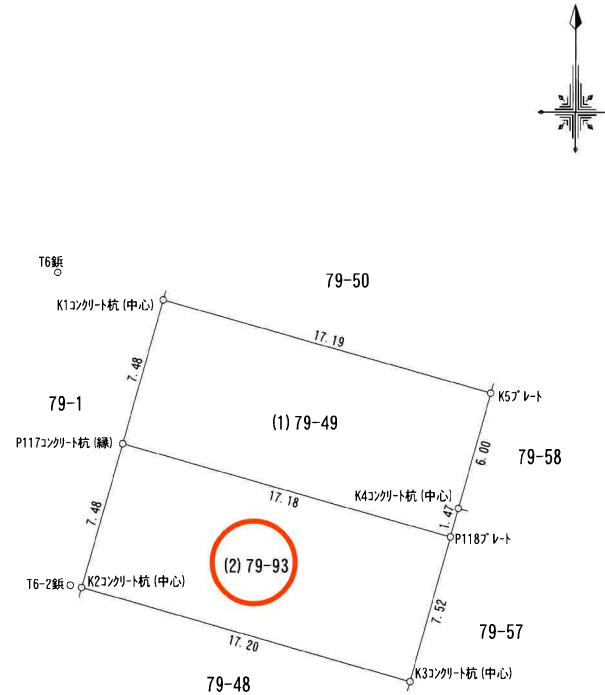 T6鋲
79-50
K1コンクリート杭 (中心)
17.19
7.48
K5プレート
79-1
(1) 79-49
6.00
P117コンクリート杭 (縁)
79-58
K4コンクリート杭 (中心)
17.18
1.47
7.48
P118プレート
(2) 79-93
T6-2鋲
K2コンクリート杭 (中心)
7.52
79-57
17.20
K3コンクリート杭 (中心)
79-48